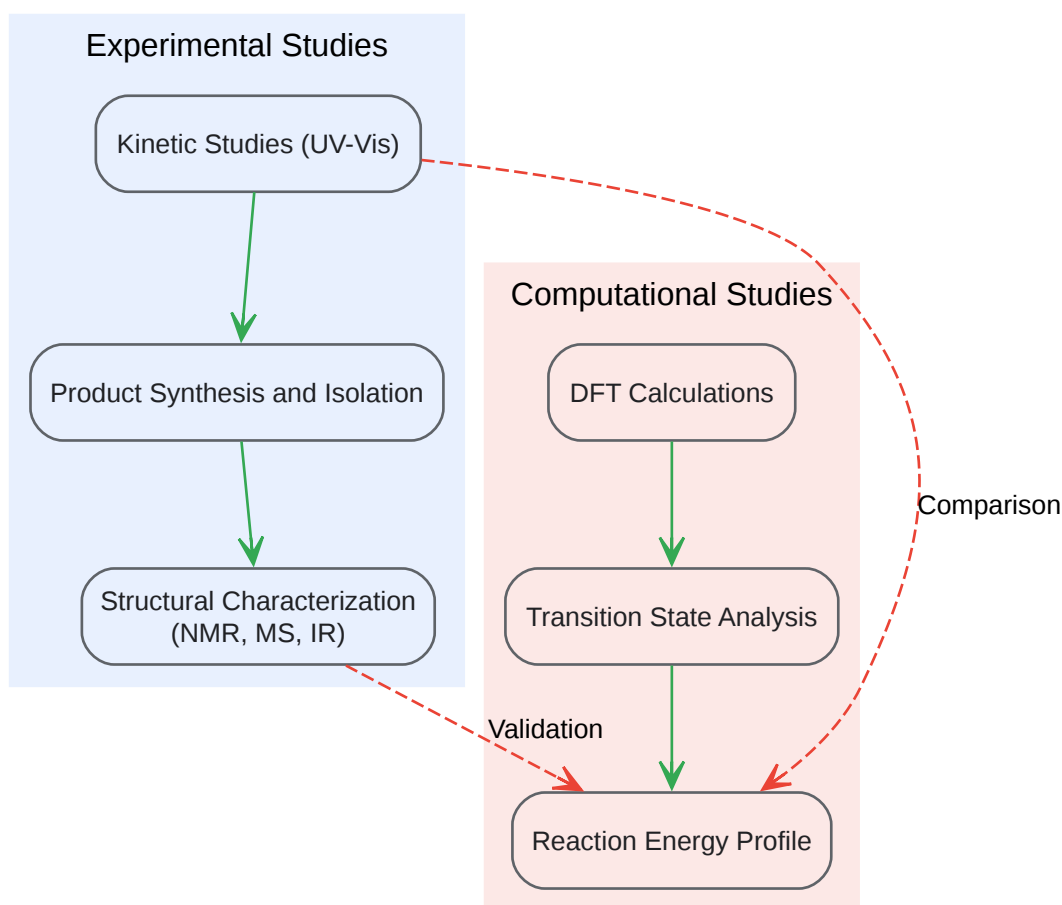 Experimental Studies
Kinetic Studies (UV-Vis)
Product Synthesis and Isolation
Structural Characterization
(NMR, MS, IR)
Computational Studies
DFT Calculations
Transition State Analysis
Reaction Energy Profile
Comparison
Validation